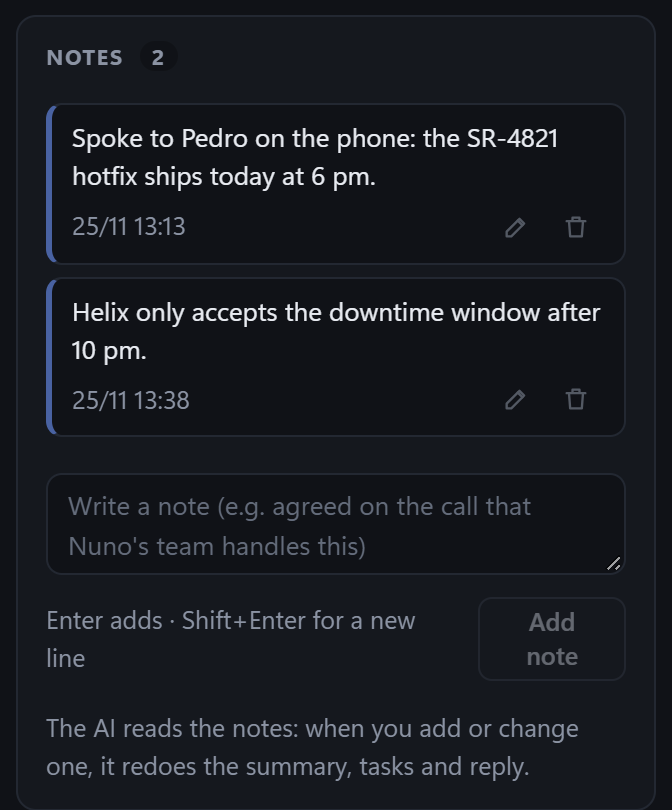 NOTES 2
Spoke to Pedro on the phone: the SR-4821
hotfix ships today at 6 pm.
25/11 13:13
Helix only accepts the downtime window after
10 pm.
25/11 13:38
Write a note (e.g. agreed on the call that
Nuno's team handles this)
Enter adds · Shift+Enter for a new
line
Add
note
The AI reads the notes: when you add or change
one, it redoes the summary, tasks and reply.